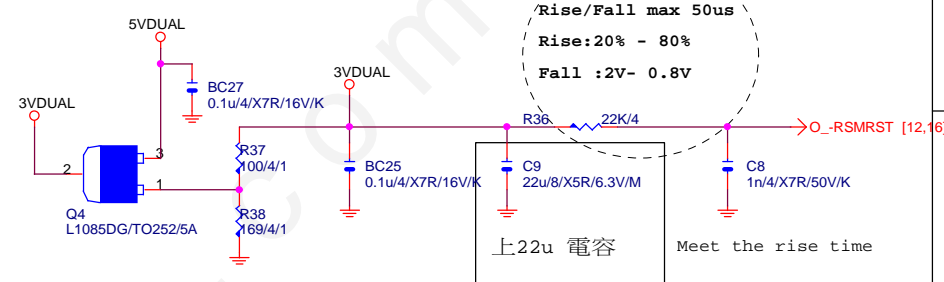 Rise/Fall max 50us
Rise:20% - 80%
Fall :2V- 0.8V
5VDUAL
3VDUAL
BC27
0.1u/4/X7R/16V/K
3VDUAL
2
3
1
Q4
L1085DG/TO252/5A
R37
100/4/1
R38
169/4/1
BC25
0.1u/4/X7R/16V/K
R36
22K/4
C9
22u/8/X5R/6.3V/M
C8
1n/4/X7R/50V/K
O_-RSMRST [12,16]
上22u 電容
Meet the rise time